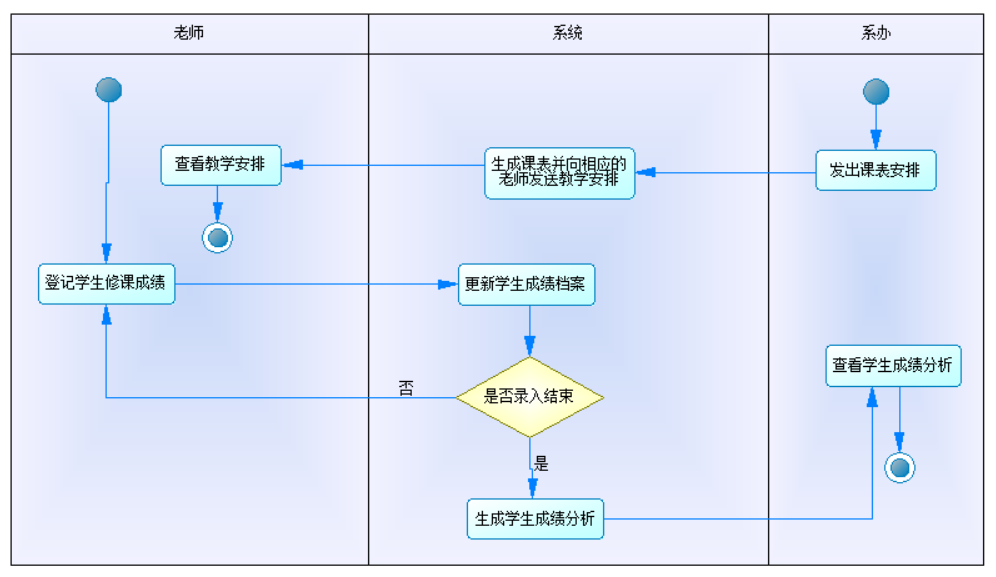 老师
系统
系办
查看教学安排
生成课表并向相应的
老师发送教学安排
发出课表安排
登记学生修课成绩
更新学生成绩档案
查看学生成绩分析
否
是否录入结束
是
生成学生成绩分析